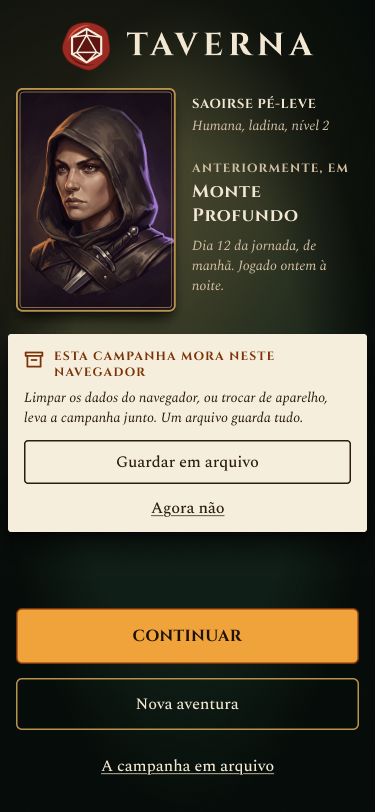 TAVERNA
SAOIRSE PÉ-LEVE
Humana, ladina, nível 2
ANTERIORMENTE, EM
MONTE
PROFUNDO
Dia 12 da jornada, de
manhã. Jogado ontem à
noite.
ESTA CAMPANHA MORA NESTE
NAVEGADOR
Limpar os dados do navegador, ou trocar de aparelho,
leva a campanha junto. Um arquivo guarda tudo.
Guardar em arquivo
Agora não
CONTINUAR
Nova aventura
A campanha em arquivo